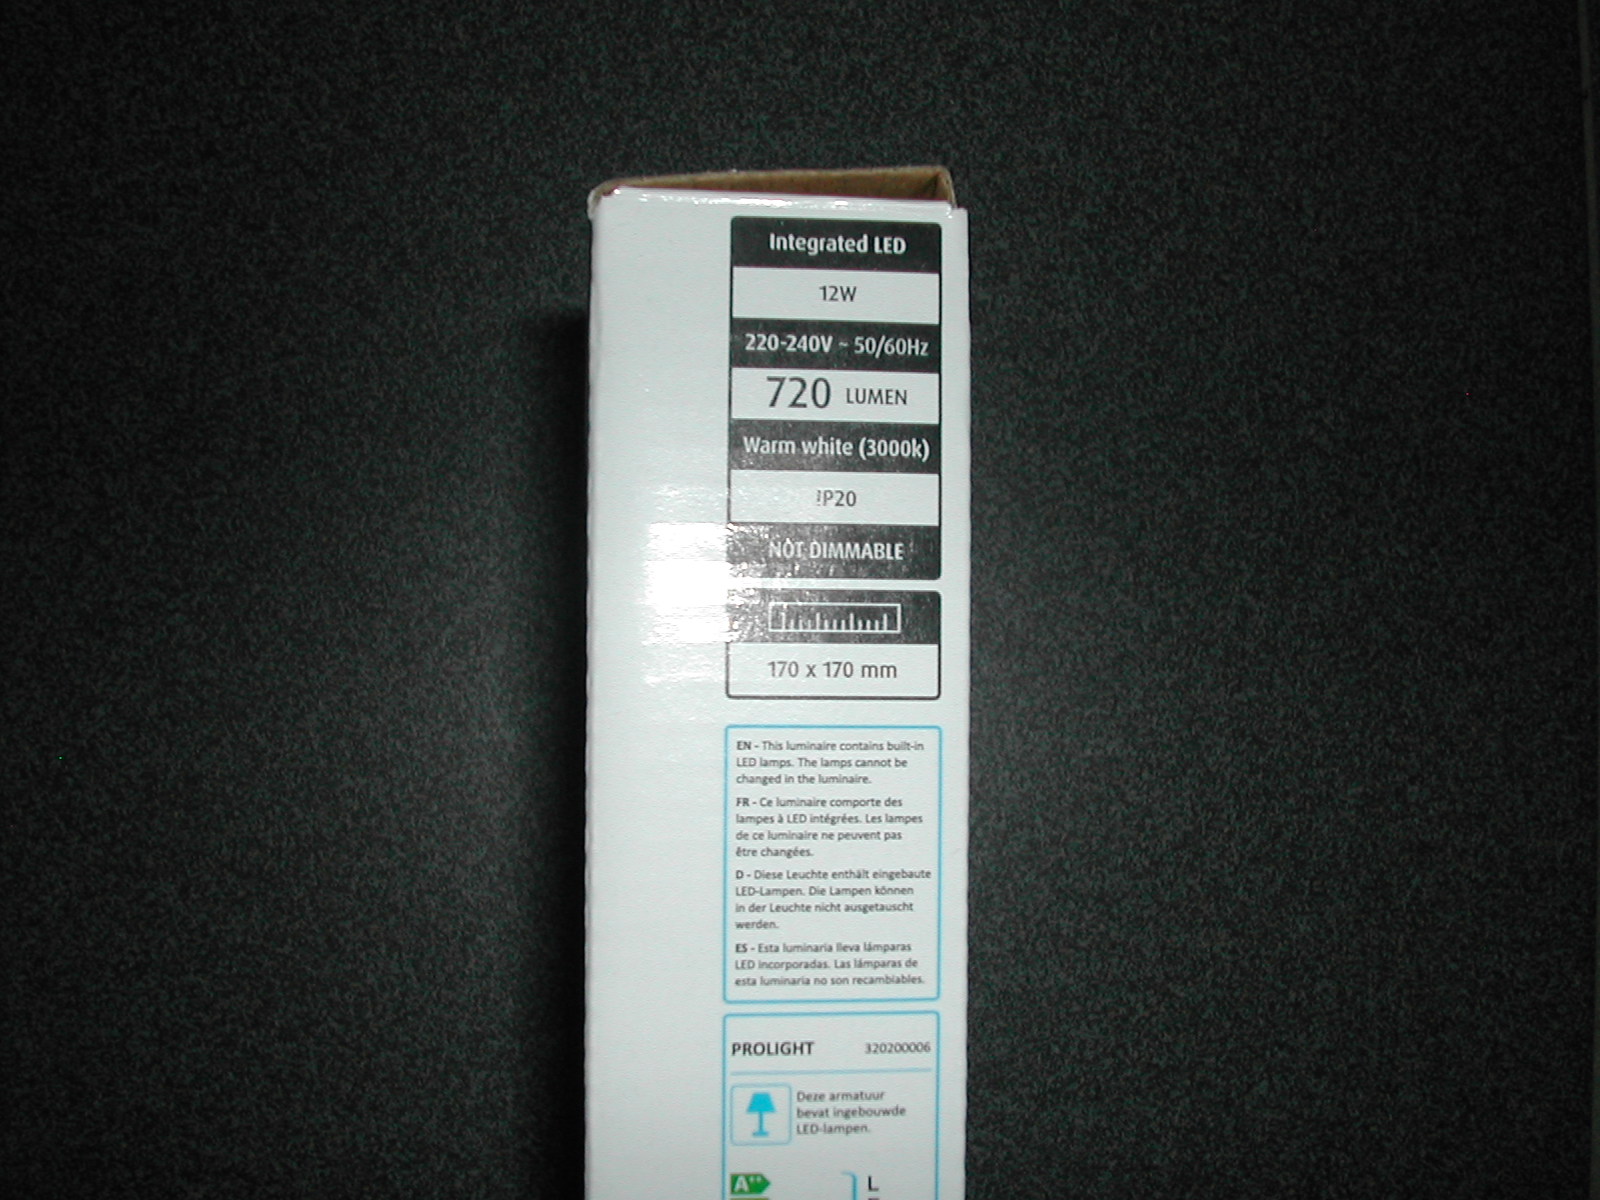 Integrated LED
12W
220-240V ~ 50/60Hz
720 LUMEN
Warm white (3000k)
IP20
NOT DIMMABLE
170 x 170 mm
EN - This luminaire contains built-in
LED lamps. The lamps cannot be
changed in the luminaire.
FR - Ce luminaire comporte des
lampes à LED intégrées. Les lampes
de ce luminaire ne peuvent pas
être changées.
D - Diese Leuchte enthält eingebaute
LED-Lampen. Die Lampen können
in der Leuchte nicht ausgetauscht
werden.
ES - Esta luminaria lleva lámparas
LED incorporadas. Las lámparas de
esta luminaria no son recambiables.
PROLIGHT 320200006
Deze armatuur
bevat ingebouwde
LED-lampen.
A++ L